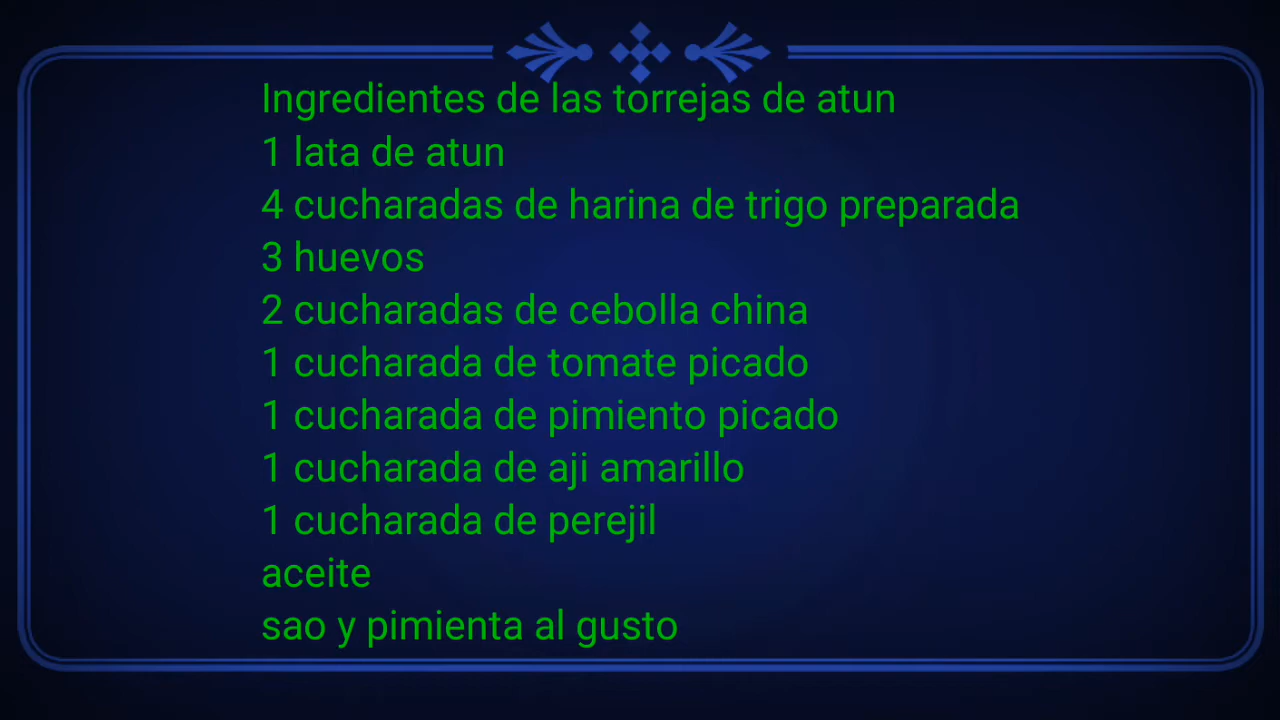 Ingredientes de las torrejas de atun
1 lata de atun
4 cucharadas de harina de trigo preparada
3 huevos
2 cucharadas de cebolla china
1 cucharada de tomate picado
1 cucharada de pimiento picado
1 cucharada de aji amarillo
1 cucharada de perejil
aceite
sao y pimienta al gusto